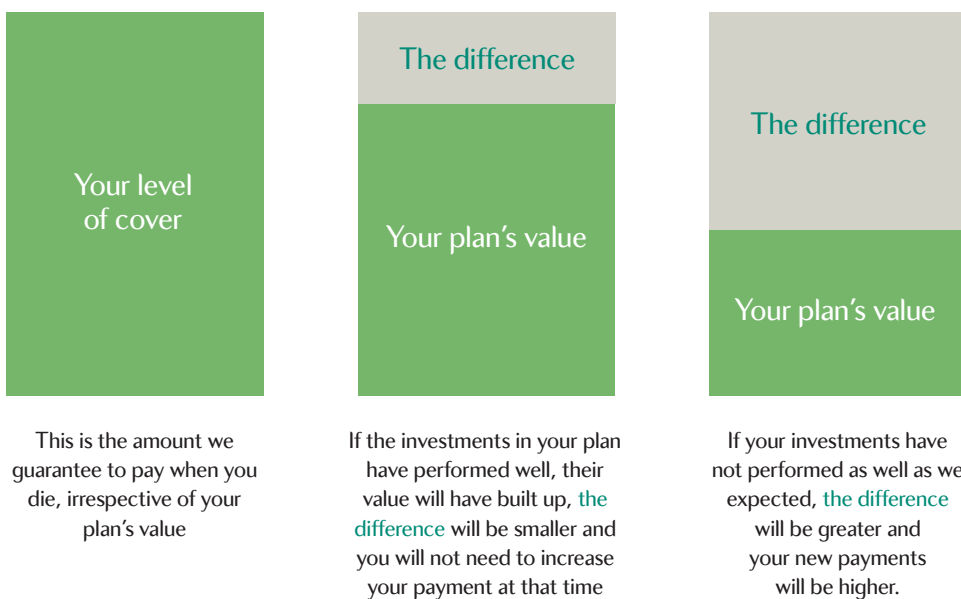 Your level
of cover
The difference
Your plan's value
The difference
Your plan's value
This is the amount we
guarantee to pay when you
die, irrespective of your
plan's value
If the investments in your plan
have performed well, their
value will have built up, the
difference will be smaller and
you will not need to increase
your payment at that time
If your investments have
not performed as well as we
expected, the difference
will be greater and
your new payments
will be higher.